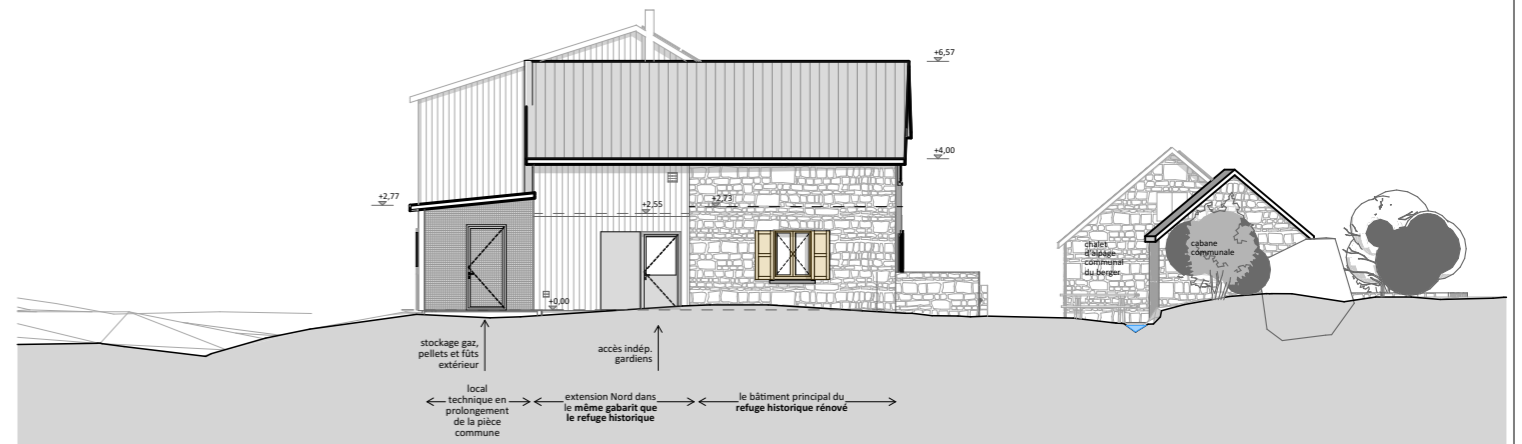 +6,57
+4,00
+2,77
+2,55
+2,73
+0,00
chalet
d'alpage
communal
du berger
cabane
communale
stockage gaz,
pellets et fûts
extérieur
accès indép.
gardiens
local
technique en
prolongement
de la pièce
commune
extension Nord dans
le même gabarit que
le refuge historique
le bâtiment principal du
refuge historique rénové